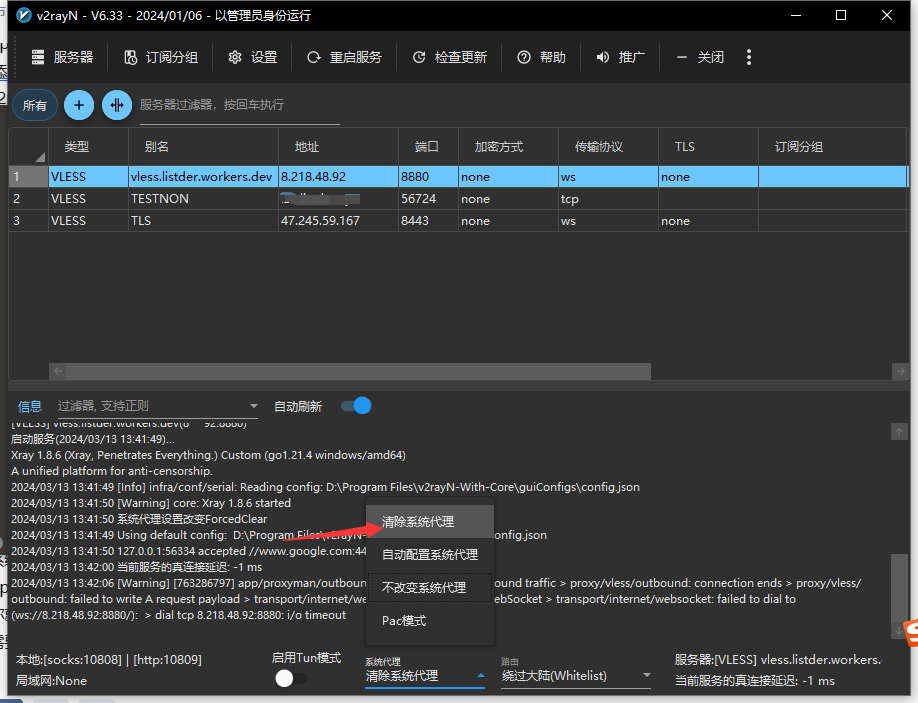 v2rayN - V6.33 - 2024/01/06 - 以管理员身份运行
服务器 订阅分组 设置 重启服务 检查更新 帮助 推广 关闭
所有 服务器过滤器，按回车执行
类型 别名 地址 端口 加密方式 传输协议 TLS 订阅分组
1 VLESS vless.listder.workers.dev 8.218.48.92 8880 none ws none
2 VLESS TESTNON 56724 none tcp
3 VLESS TLS 47.245.59.167 8443 none ws none
信息 过滤器, 支持正则 自动刷新
[VLESS] vless.listder.workers.dev(8 92:8880)
启动服务(2024/03/13 13:41:49)...
Xray 1.8.6 (Xray, Penetrates Everything.) Custom (go1.21.4 windows/amd64)
A unified platform for anti-censorship.
2024/03/13 13:41:49 [Info] infra/conf/serial: Reading config: D:\Program Files\v2rayN-With-Core\guiConfigs\config.json
2024/03/13 13:41:50 [Warning] core: Xray 1.8.6 started
2024/03/13 13:41:50 系统代理设置改变ForcedClear
2024/03/13 13:41:49 Using default config: D:\Program Files\v2rayN- onfig.json
2024/03/13 13:41:50 127.0.0.1:56334 accepted //www.google.com:44
2024/03/13 13:42:00 当前服务的真连接延迟: -1 ms
2024/03/13 13:42:06 [Warning] [763286797] app/proxyman/outboun ound traffic > proxy/vless/outbound: connection ends > proxy/vless/
outbound: failed to write A request payload > transport/internet/we ebSocket > transport/internet/websocket: failed to dial to
(ws://8.218.48.92:8880/): > dial tcp 8.218.48.92:8880: i/o timeout
清除系统代理
自动配置系统代理
不改变系统代理
Pac模式
本地:[socks:10808] | [http:10809]
局域网:None
启用Tun模式
系统代理
清除系统代理
路由
绕过大陆(Whitelist)
服务器:[VLESS] vless.listder.workers.
当前服务的真连接延迟: -1 ms